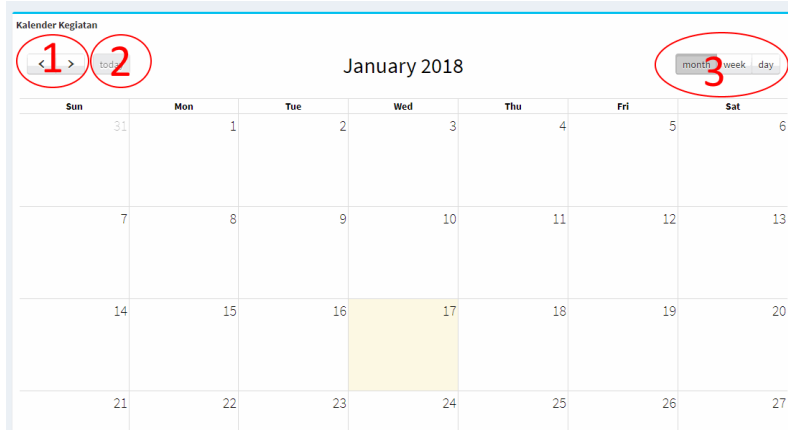 Kalender Kegiatan
1 < > 2 today January 2018 month week day 3
Sun Mon Tue Wed Thu Fri Sat
31 1 2 3 4 5 6
7 8 9 10 11 12 13
14 15 16 17 18 19 20
21 22 23 24 25 26 27